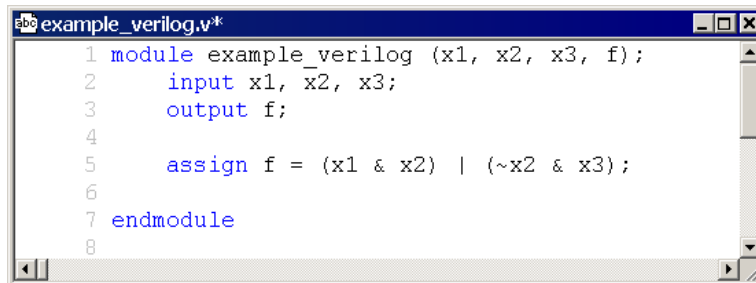 abc example_verilog.v*
1 module example_verilog (x1, x2, x3, f);
2     input x1, x2, x3;
3     output f;
4
5     assign f = (x1 & x2) | (~x2 & x3);
6
7 endmodule
8